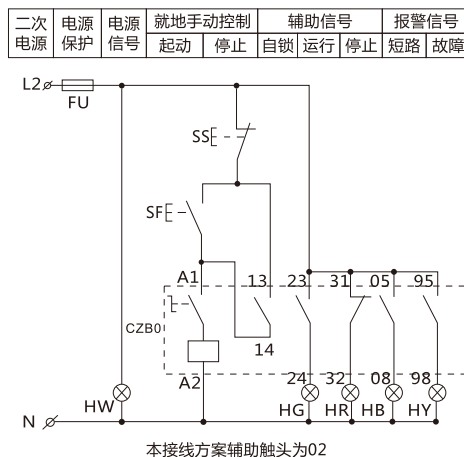 二次电源 电源保护 电源信号 就地手动控制 辅助信号 报警信号
起动 停止 自锁 运行 停止 短路 故障
L2
FU
SS
SF
A1 13 23 31 05 95
CZB0
14
A2 24 32 08 98
HW HG HR HB HY
N
本接线方案辅助触头为02